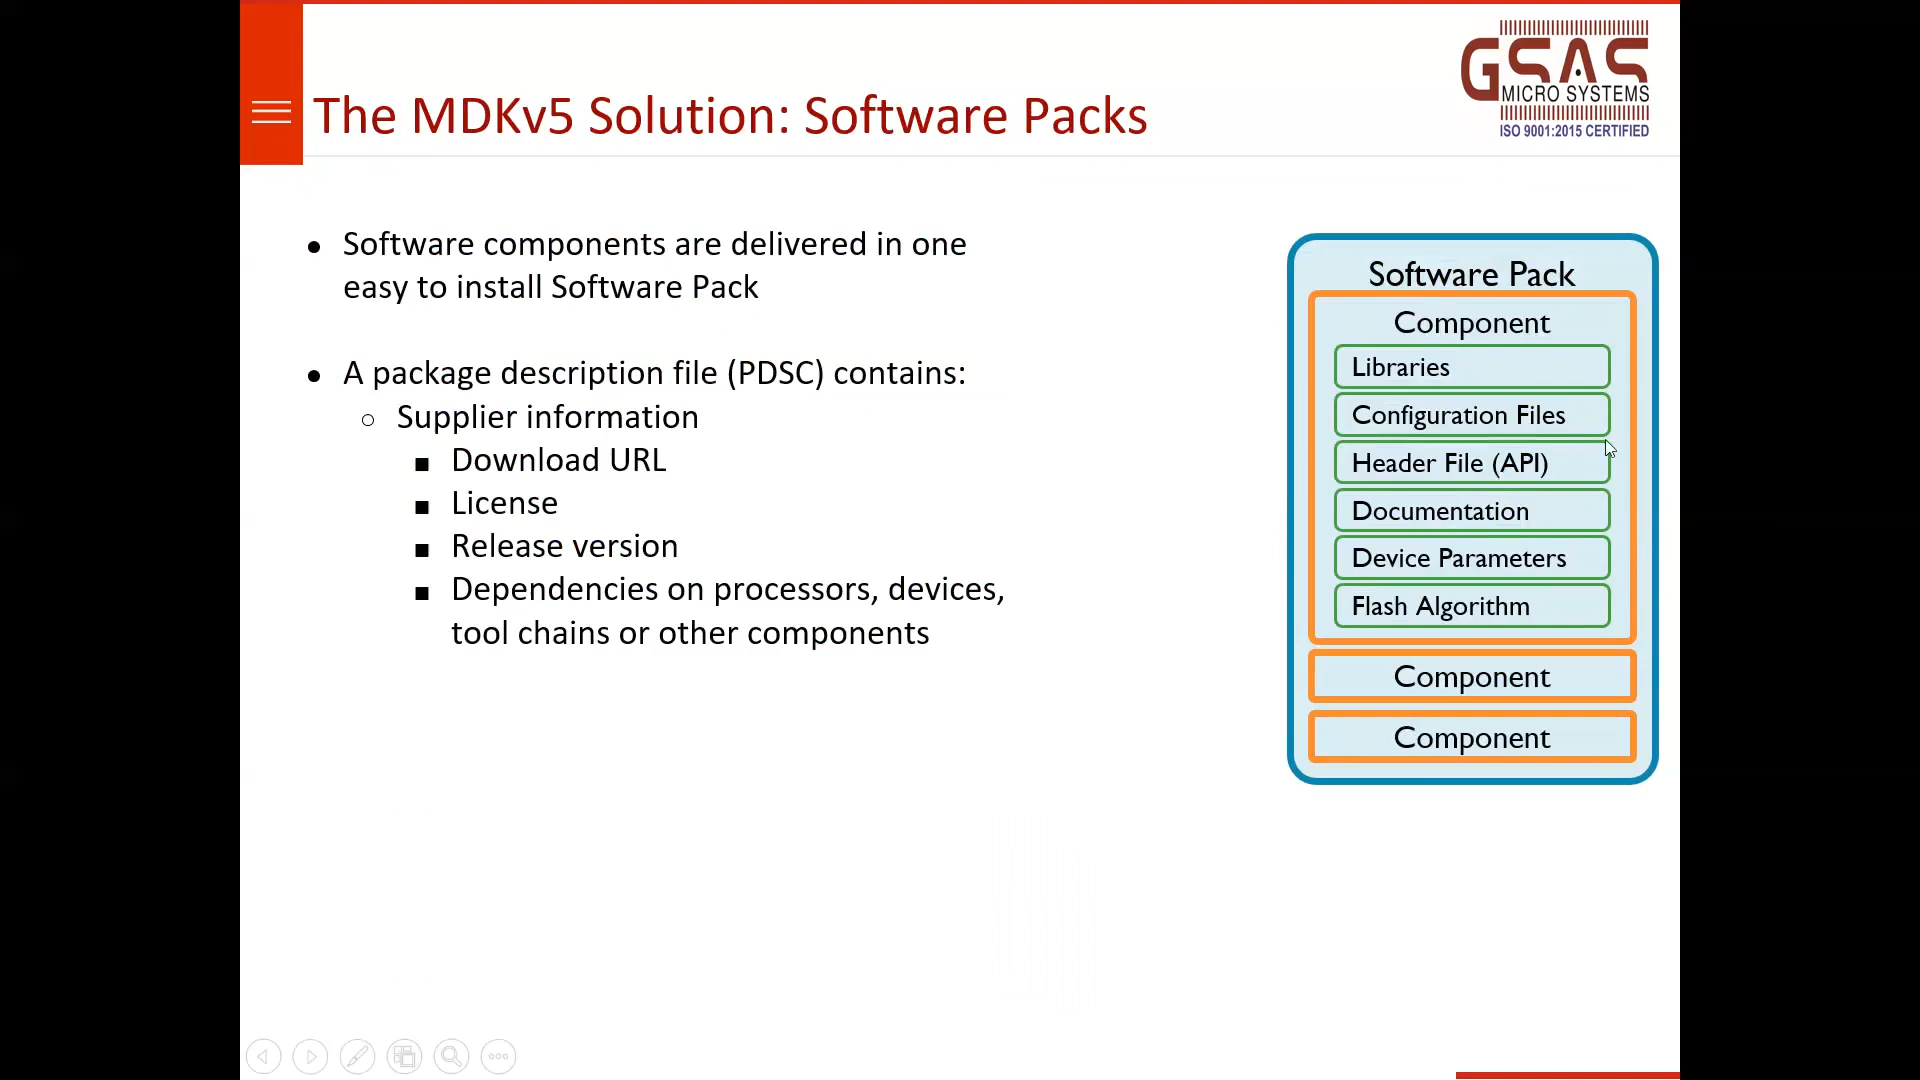 GSAS
MICRO SYSTEMS
ISO 9001:2015 CERTIFIED
The MDKv5 Solution: Software Packs
● Software components are delivered in one
easy to install Software Pack
● A package description file (PDSC) contains:
○ Supplier information
■ Download URL
■ License
■ Release version
■ Dependencies on processors, devices,
tool chains or other components
Software Pack
Component
Libraries
Configuration Files
Header File (API)
Documentation
Device Parameters
Flash Algorithm
Component
Component